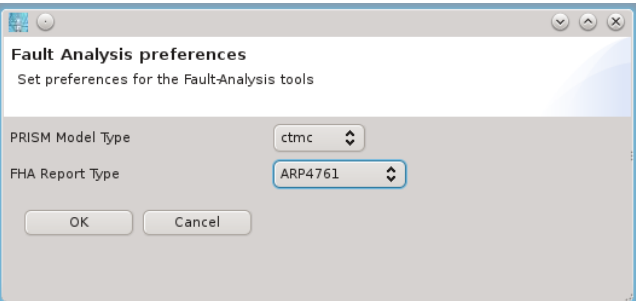 Fault Analysis preferences
Set preferences for the Fault-Analysis tools
PRISM Model Type ctmc
FHA Report Type ARP4761
OK Cancel